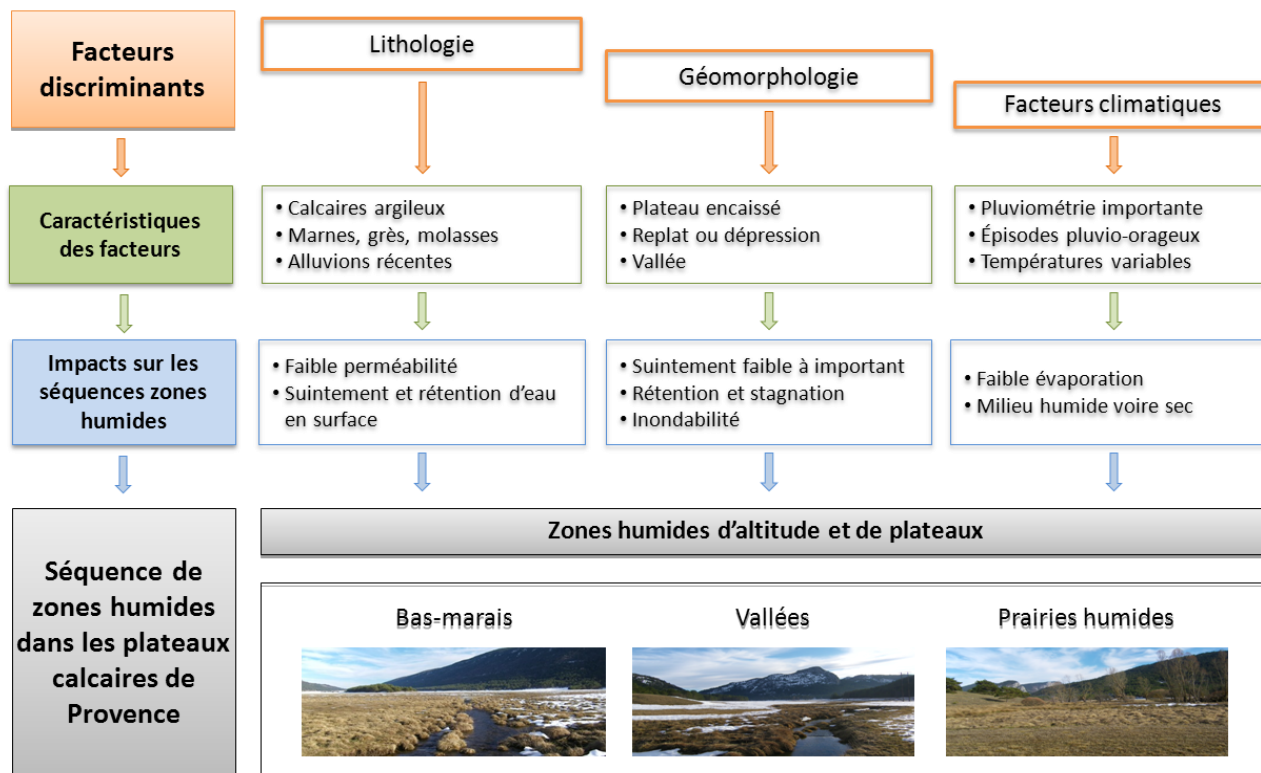 Facteurs
discriminants
Lithologie
Géomorphologie
Facteurs climatiques
Caractéristiques
des facteurs
• Calcaires argileux
• Marnes, grès, molasses
• Alluvions récentes
• Plateau encaissé
• Replat ou dépression
• Vallée
• Pluviométrie importante
• Épisodes pluvio-orageux
• Températures variables
Impacts sur les
séquences zones
humides
• Faible perméabilité
• Suintement et rétention d'eau
en surface
• Suintement faible à important
• Rétention et stagnation
• Inondabilité
• Faible évaporation
• Milieu humide voire sec
Séquence de
zones humides
dans les plateaux
calcaires de
Provence
Zones humides d'altitude et de plateaux
Bas-marais
Vallées
Prairies humides